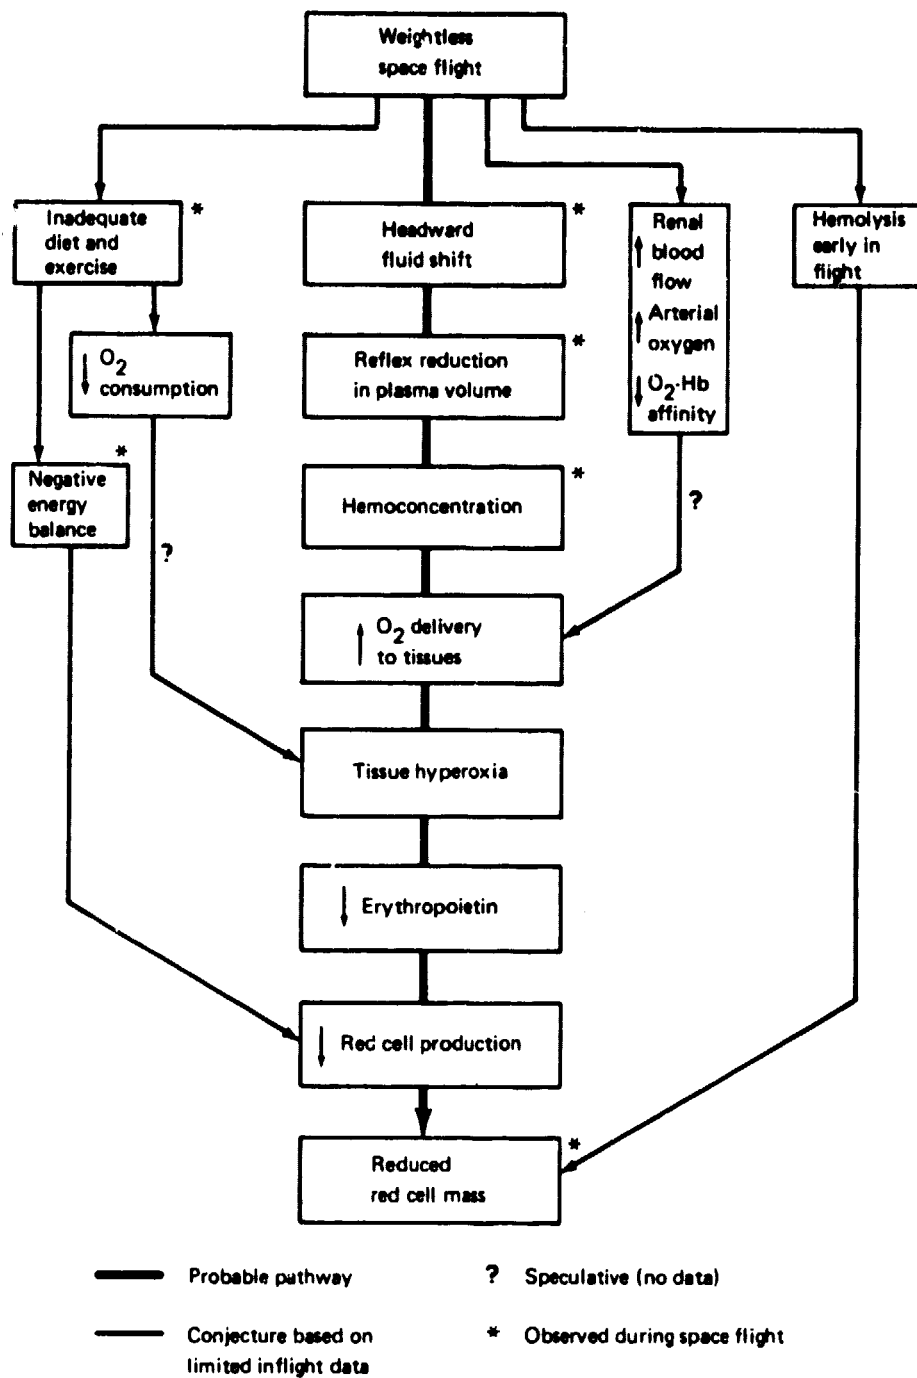 Weightless
space flight
*
Inadequate
diet and
exercise
*
Headward
fluid shift
↑ Renal
blood
flow
↑ Arterial
oxygen
↓ O₂·Hb
affinity
Hemolysis
early in
flight
↓ O₂
consumption
*
Reflex reduction
in plasma volume
*
Negative
energy
balance
*
Hemoconcentration
?
?
↑ O₂ delivery
to tissues
Tissue hyperoxia
↓ Erythropoietin
↓ Red cell production
*
Reduced
red cell mass
Probable pathway
? Speculative (no data)
Conjecture based on
limited inflight data
* Observed during space flight